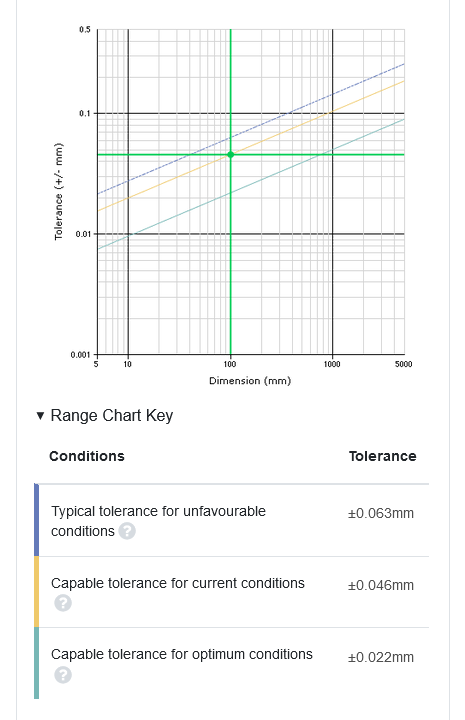 0.5
0.1
0.01
0.001
Tolerance (+/- mm)
5 10 100 1000 5000
Dimension (mm)
▼ Range Chart Key
Conditions Tolerance
Typical tolerance for unfavourable
conditions ?
±0.063mm
Capable tolerance for current conditions
?
±0.046mm
Capable tolerance for optimum conditions
?
±0.022mm